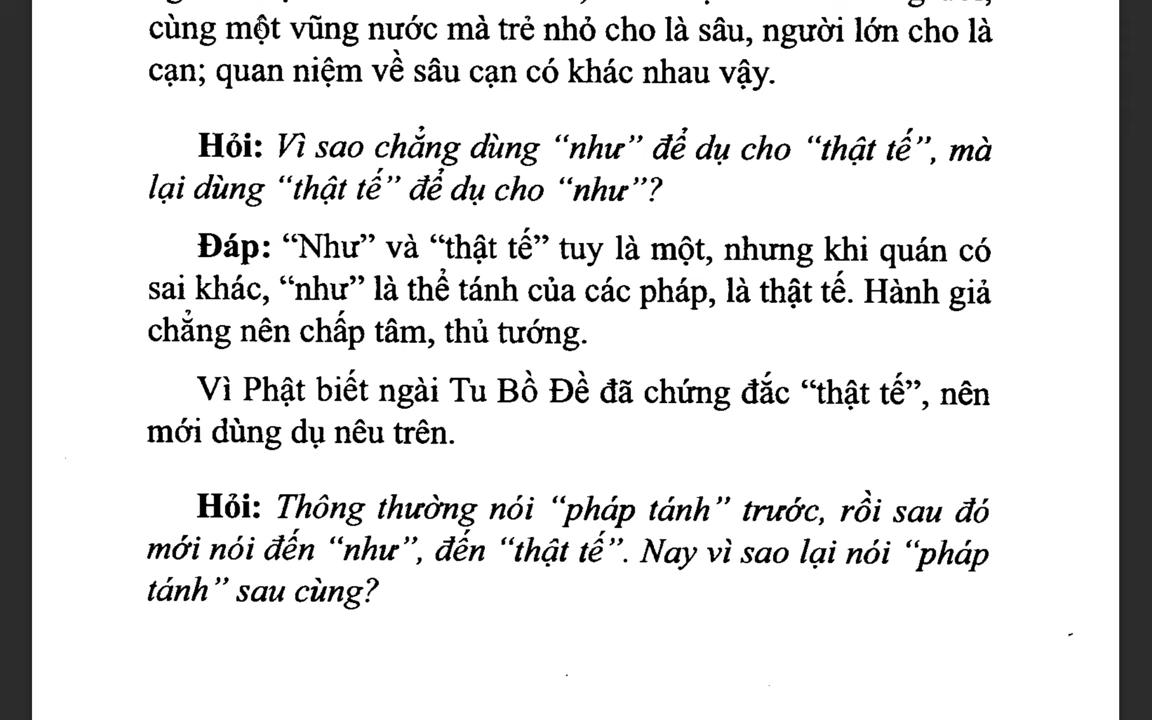 cùng một vũng nước mà trẻ nhỏ cho là sâu, người lớn cho là
cạn; quan niệm về sâu cạn có khác nhau vậy.
Hỏi: Vì sao chẳng dùng “như” để dụ cho “thật tế”, mà
lại dùng “thật tế” để dụ cho “như”?
Đáp: “Như” và “thật tế” tuy là một, nhưng khi quán có
sai khác, “như” là thể tánh của các pháp, là thật tế. Hành giả
chẳng nên chấp tâm, thủ tướng.
Vì Phật biết ngài Tu Bồ Đề đã chứng đắc “thật tế”, nên
mới dùng dụ nêu trên.
Hỏi: Thông thường nói “pháp tánh” trước, rồi sau đó
mới nói đến “như”, đến “thật tế”. Nay vì sao lại nói “pháp
tánh” sau cùng?